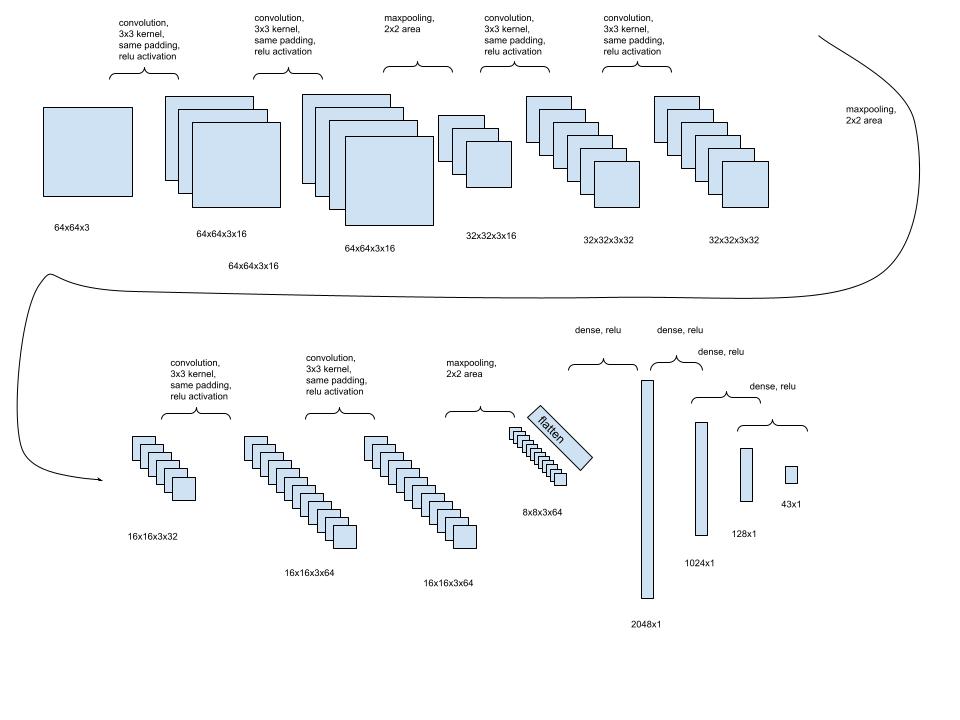 convolution,
3x3 kernel,
same padding,
relu activation
convolution,
3x3 kernel,
same padding,
relu activation
maxpooling,
2x2 area
convolution,
3x3 kernel,
same padding,
relu activation
convolution,
3x3 kernel,
same padding,
relu activation
maxpooling,
2x2 area
64x64x3
64x64x3x16
64x64x3x16
64x64x3x16
32x32x3x16
32x32x3x32
32x32x3x32
convolution,
3x3 kernel,
same padding,
relu activation
convolution,
3x3 kernel,
same padding,
relu activation
maxpooling,
2x2 area
dense, relu
dense, relu
dense, relu
dense, relu
flatten
16x16x3x32
16x16x3x64
16x16x3x64
8x8x3x64
2048x1
1024x1
128x1
43x1